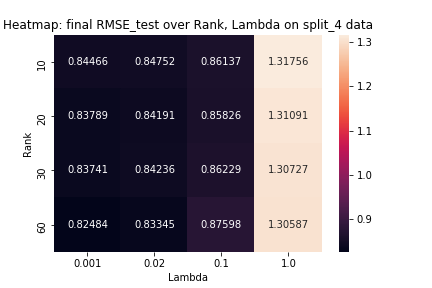 Heatmap: final RMSE_test over Rank, Lambda on split_4 data
10 0.84466 0.84752 0.86137 1.31756
20 0.83789 0.84191 0.85826 1.31091
30 0.83741 0.84236 0.86229 1.30727
60 0.82484 0.83345 0.87598 1.30587
Rank
0.001 0.02 0.1 1.0
Lambda
1.3
1.2
1.1
1.0
0.9